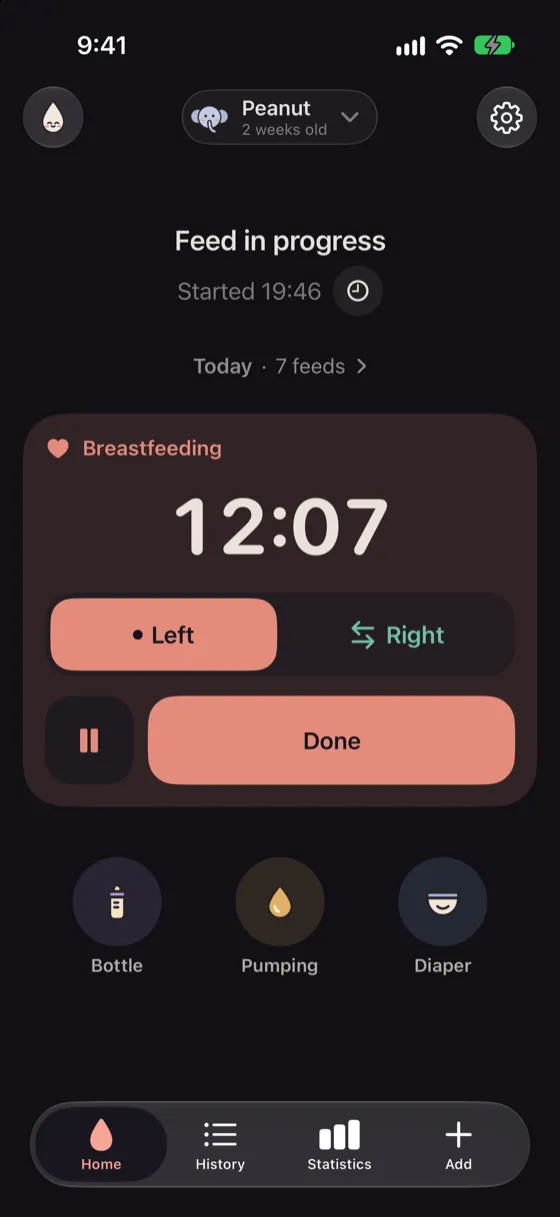 9:41
Peanut
2 weeks old
Feed in progress
Started 19:46
Today · 7 feeds
Breastfeeding
12:07
• Left
Right
Done
Bottle
Pumping
Diaper
Home
History
Statistics
Add